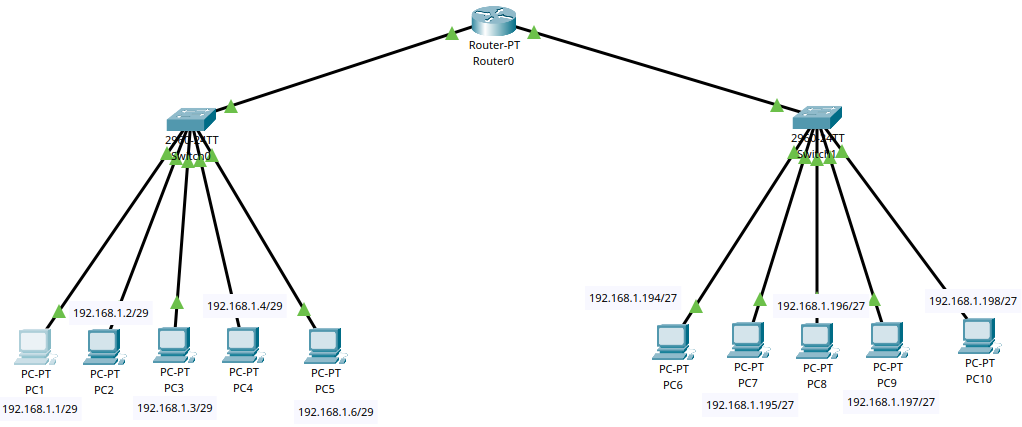 Router-PT
Router0
2960-24TT
Switch0
2960-24TT
Switch1
192.168.1.2/29
192.168.1.4/29
192.168.1.194/27
192.168.1.196/27
192.168.1.198/27
PC-PT
PC1
PC-PT
PC2
PC-PT
PC3
PC-PT
PC4
PC-PT
PC5
PC-PT
PC6
PC-PT
PC7
PC-PT
PC8
PC-PT
PC9
PC-PT
PC10
192.168.1.1/29
192.168.1.3/29
192.168.1.6/29
192.168.1.195/27
192.168.1.197/27